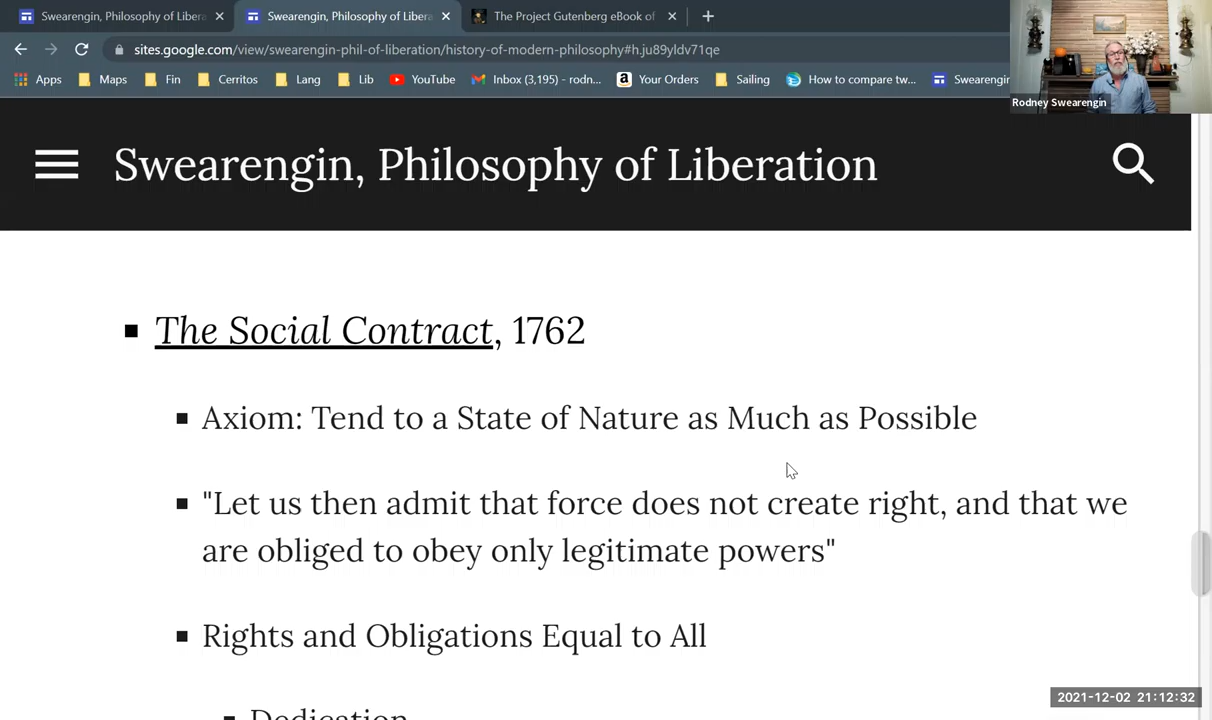 Swearengin, Philosophy of Libera
Swearengin, Philosophy of Libera
The Project Gutenberg eBook of
sites.google.com/view/swearengin-phil-of-liberation/history-of-modern-philosophy#h.ju89yldv71qe
Apps Maps Fin Cerritos Lang Lib YouTube Inbox (3,195) - rodn... Your Orders Sailing How to compare tw... Swearengin
Rodney Swearengin
Swearengin, Philosophy of Liberation
The Social Contract, 1762
Axiom: Tend to a State of Nature as Much as Possible
"Let us then admit that force does not create right, and that we
are obliged to obey only legitimate powers"
Rights and Obligations Equal to All
Dedication
2021-12-02 21:12:32